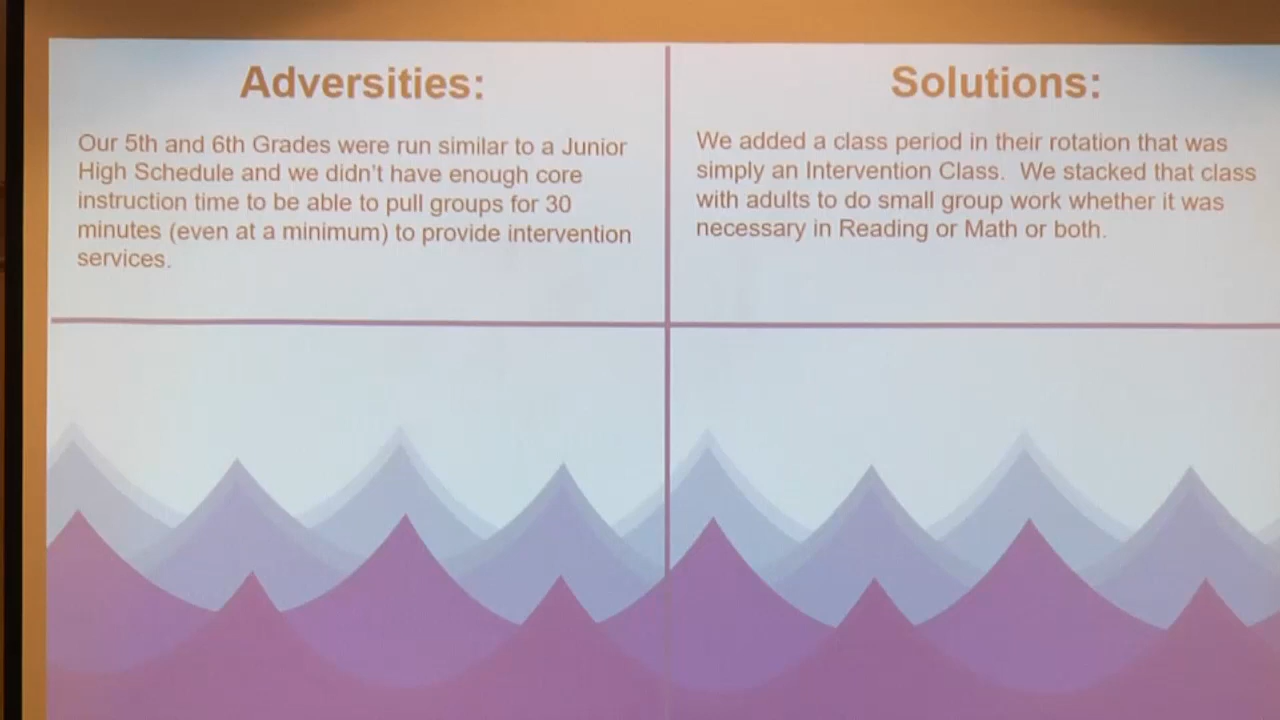 Adversities:
Our 5th and 6th Grades were run similar to a Junior
High Schedule and we didn't have enough core
instruction time to be able to pull groups for 30
minutes (even at a minimum) to provide intervention
services.
Solutions:
We added a class period in their rotation that was
simply an Intervention Class.  We stacked that class
with adults to do small group work whether it was
necessary in Reading or Math or both.